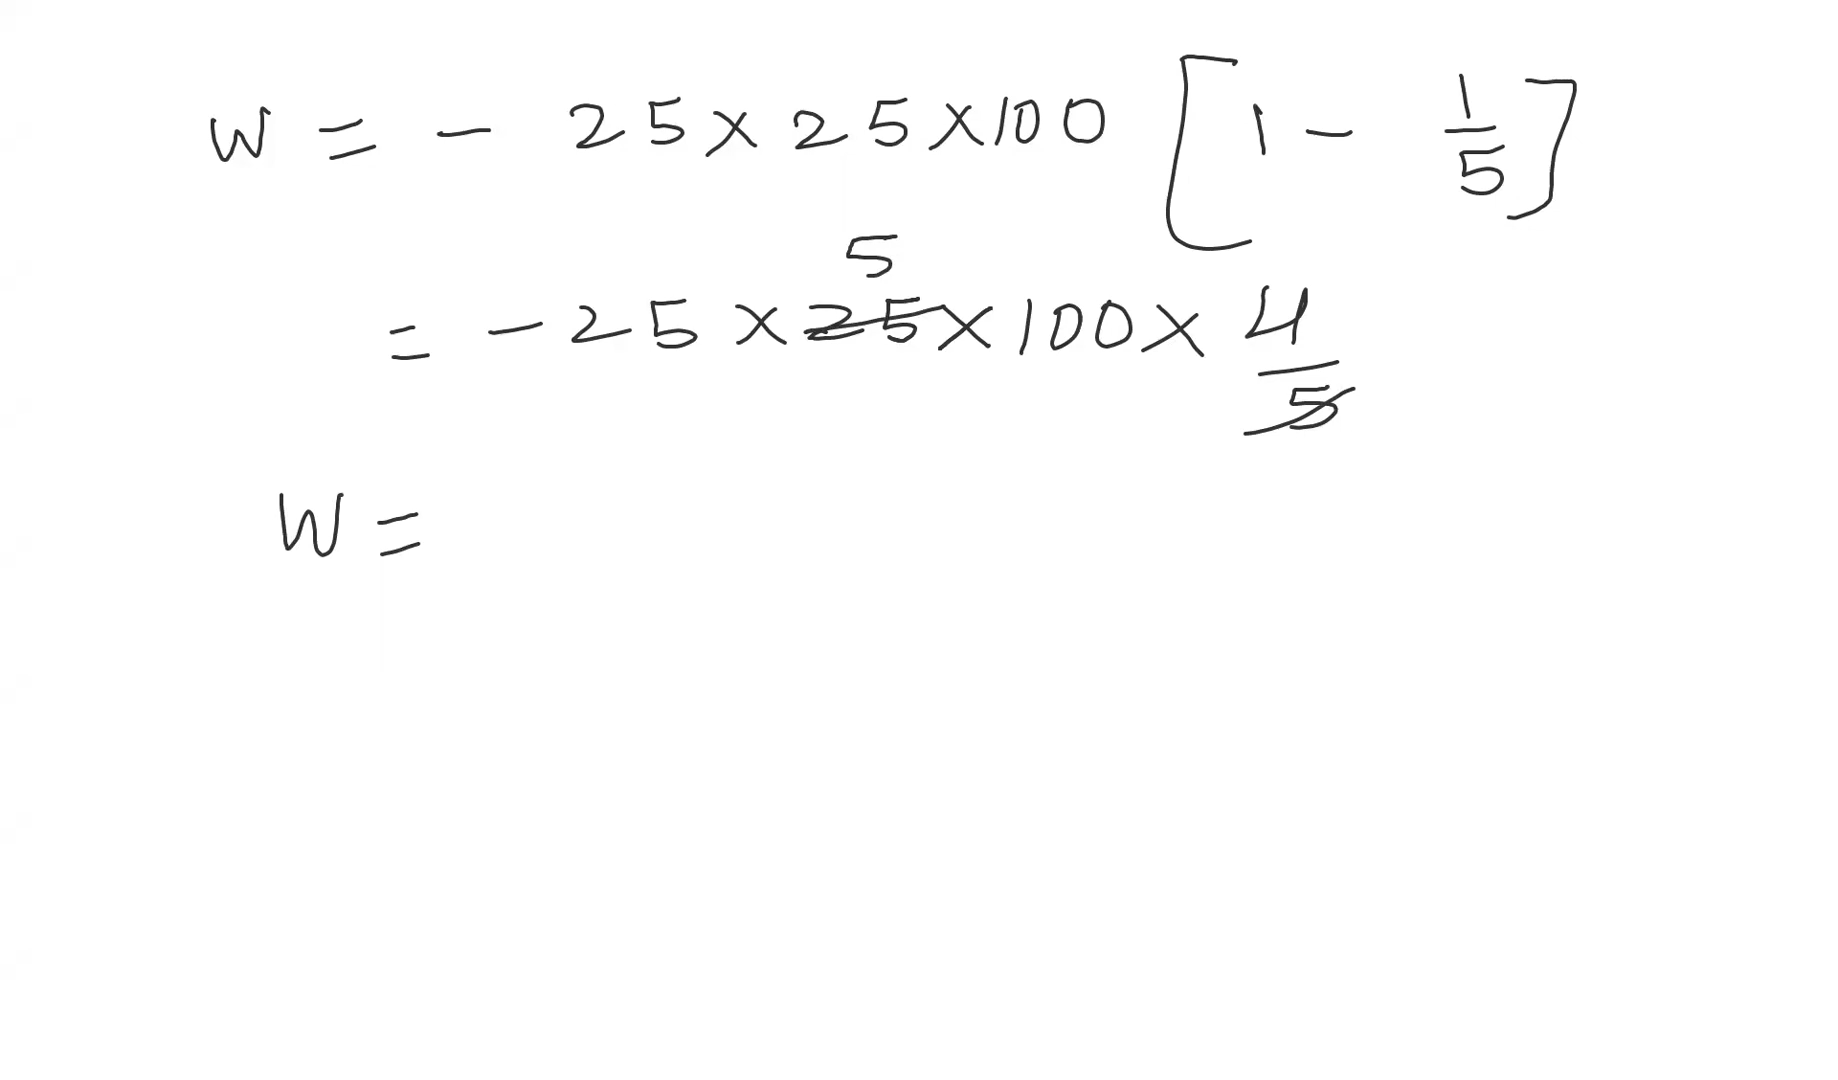 W = - 25 × 25 × 100 [1 - 1/5]
5
= - 25 × 25 × 100 × 4/5
W =